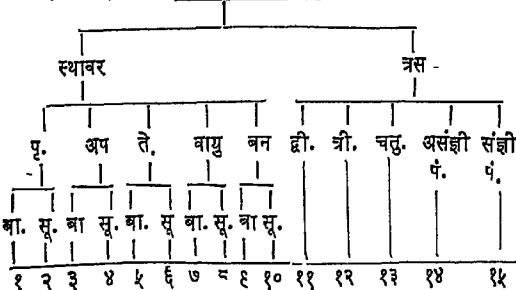 स्थावर त्रस -
पृ. अप ते. वायु बन द्वी. त्री. चतु. असंज्ञी संज्ञी
पं. पं.
बा. सू. बा सू. बा. सू बा. सू. बा सू.
१ २ ३ ४ ५ ६ ७ ८ ९ १० ११ १२ १३ १४ १५